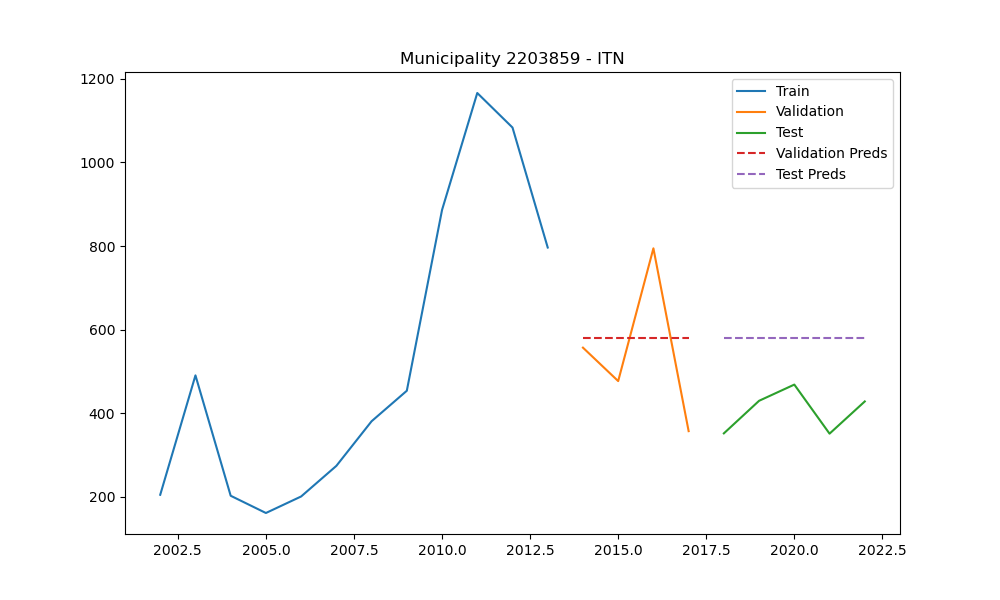 Municipality 2203859 - ITN
1200
1000
800
600
400
200
2002.5 2005.0 2007.5 2010.0 2012.5 2015.0 2017.5 2020.0 2022.5
Train
Validation
Test
Validation Preds
Test Preds